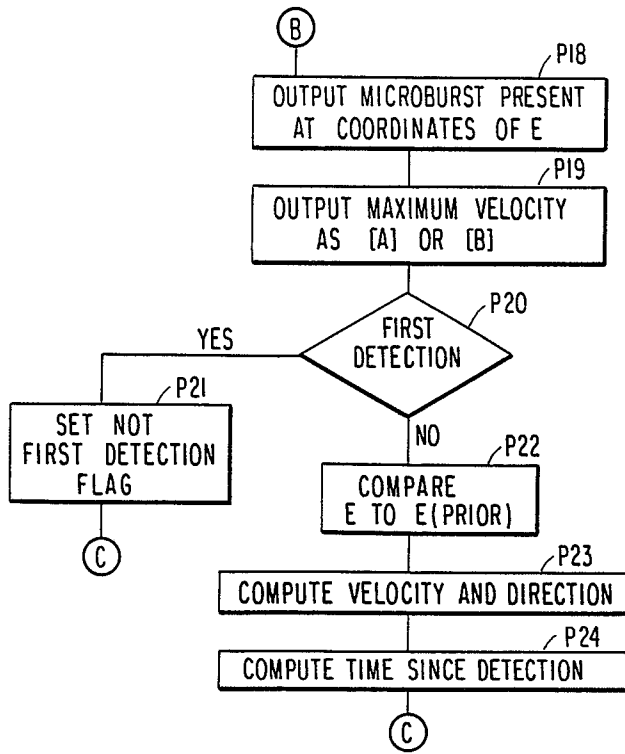 B
P18
OUTPUT MICROBURST PRESENT
AT COORDINATES OF E
P19
OUTPUT MAXIMUM VELOCITY
AS [A] OR [B]
P20
FIRST
DETECTION
YES
P21
SET NOT
FIRST DETECTION
FLAG
C
NO
P22
COMPARE
E TO E(PRIOR)
P23
COMPUTE VELOCITY AND DIRECTION
P24
COMPUTE TIME SINCE DETECTION
C